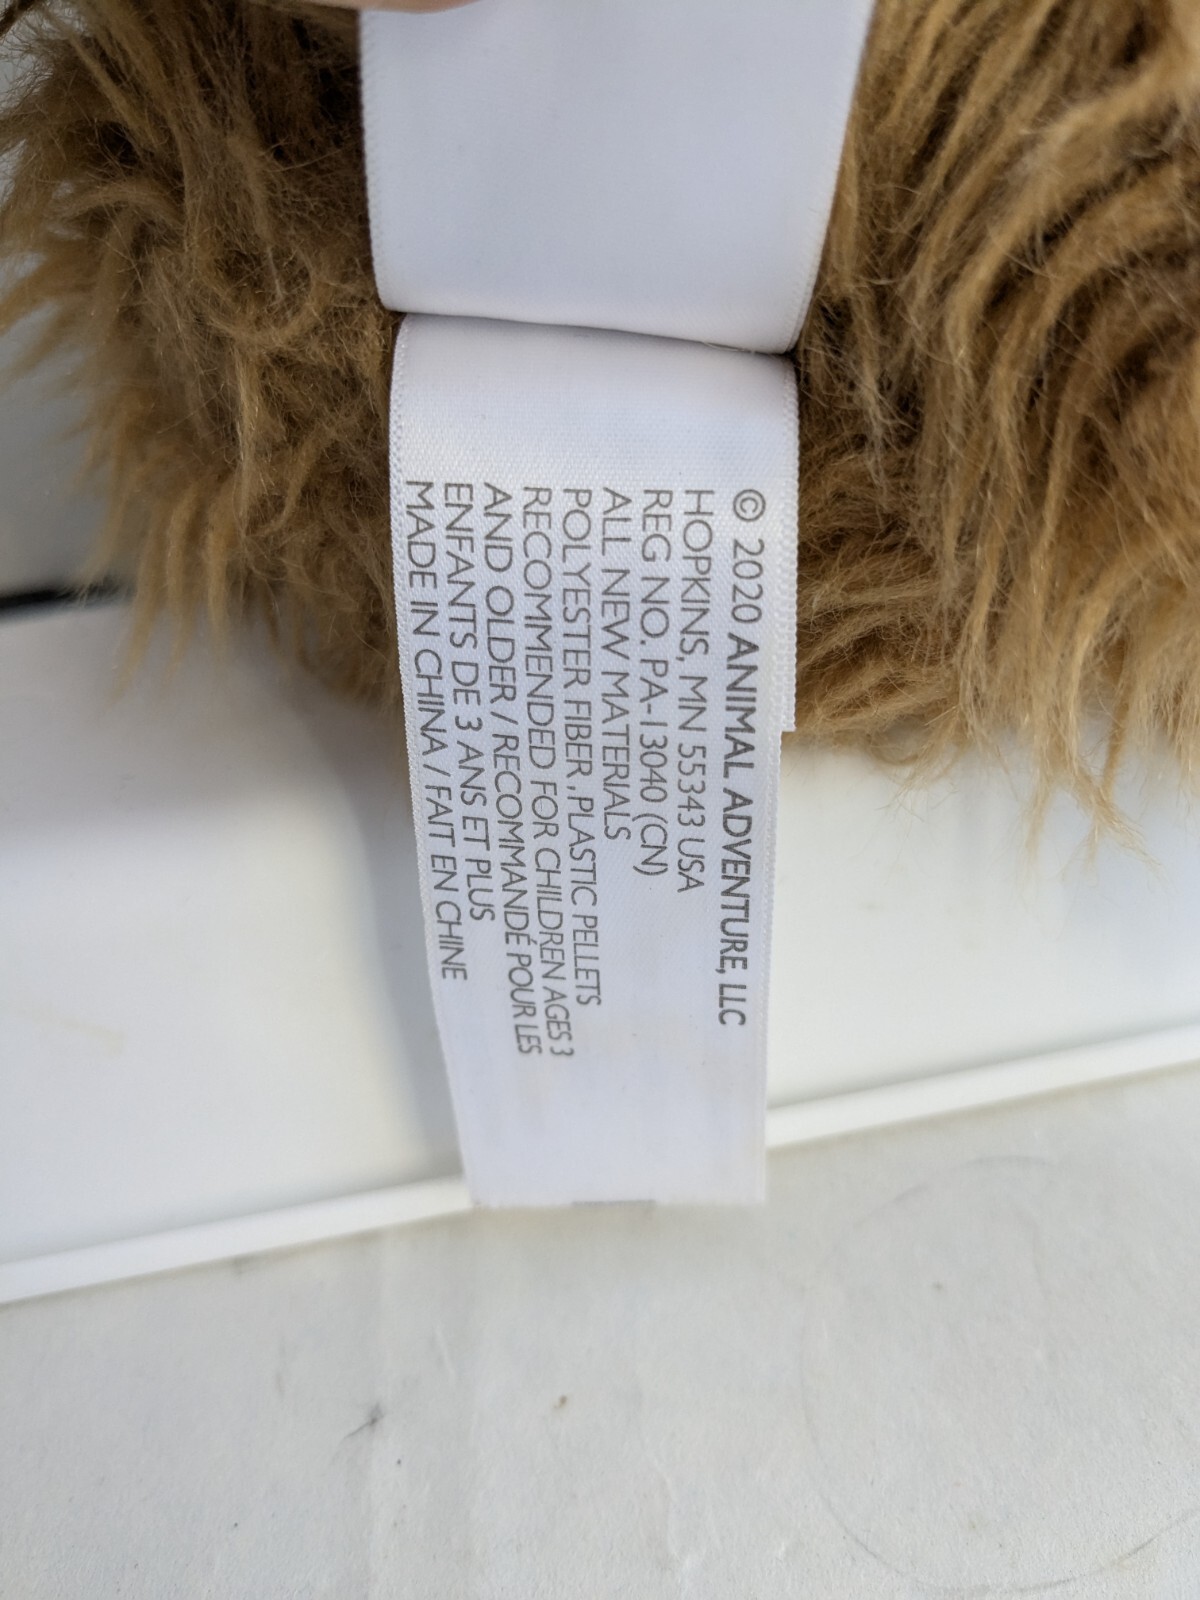 © 2020 ANIMAL ADVENTURE, LLC
HOPKINS, MN 55343 USA
REG NO. PA-13040 (CN)
ALL NEW MATERIALS
POLYESTER FIBER ,PLASTIC PELLETS
RECOMMENDED FOR CHILDREN AGES 3
AND OLDER / RECOMMANDÉ POUR LES
ENFANTS DE 3 ANS ET PLUS
MADE IN CHINA / FAIT EN CHINE